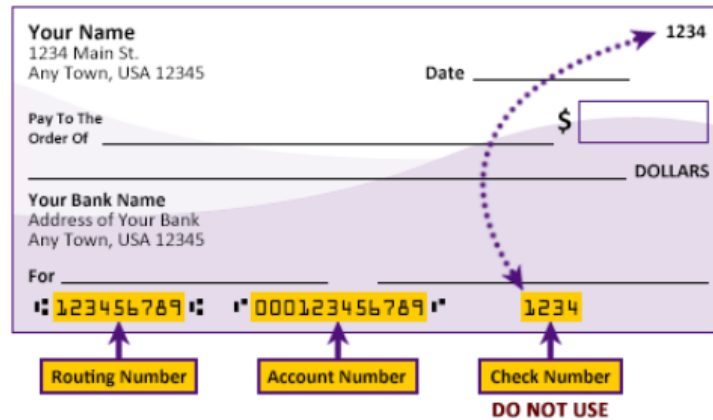 Your Name
1234
1234 Main St.
Any Town, USA 12345
Date
Pay To The
Order Of
$
DOLLARS
Your Bank Name
Address of Your Bank
Any Town, USA 12345
For
⑆123456789⑆ ⑈000123456789⑈ 1234
Routing Number Account Number Check Number
DO NOT USE